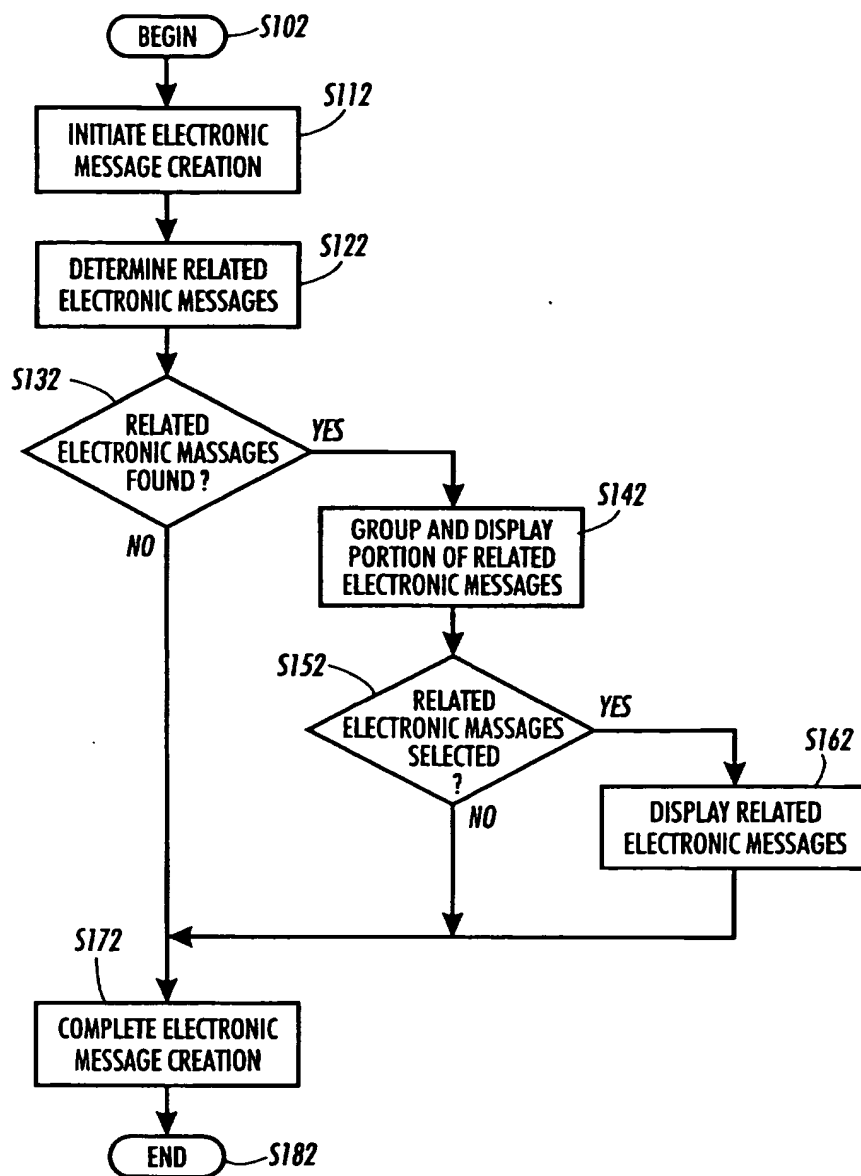 BEGIN
S102
S112
INITIATE ELECTRONIC
MESSAGE CREATION
S122
DETERMINE RELATED
ELECTRONIC MESSAGES
S132
RELATED
ELECTRONIC MASSAGES
FOUND ?
YES
NO
S142
GROUP AND DISPLAY
PORTION OF RELATED
ELECTRONIC MESSAGES
S152
RELATED
ELECTRONIC MASSAGES
SELECTED
?
YES
NO
S162
DISPLAY RELATED
ELECTRONIC MESSAGES
S172
COMPLETE ELECTRONIC
MESSAGE CREATION
END
S182